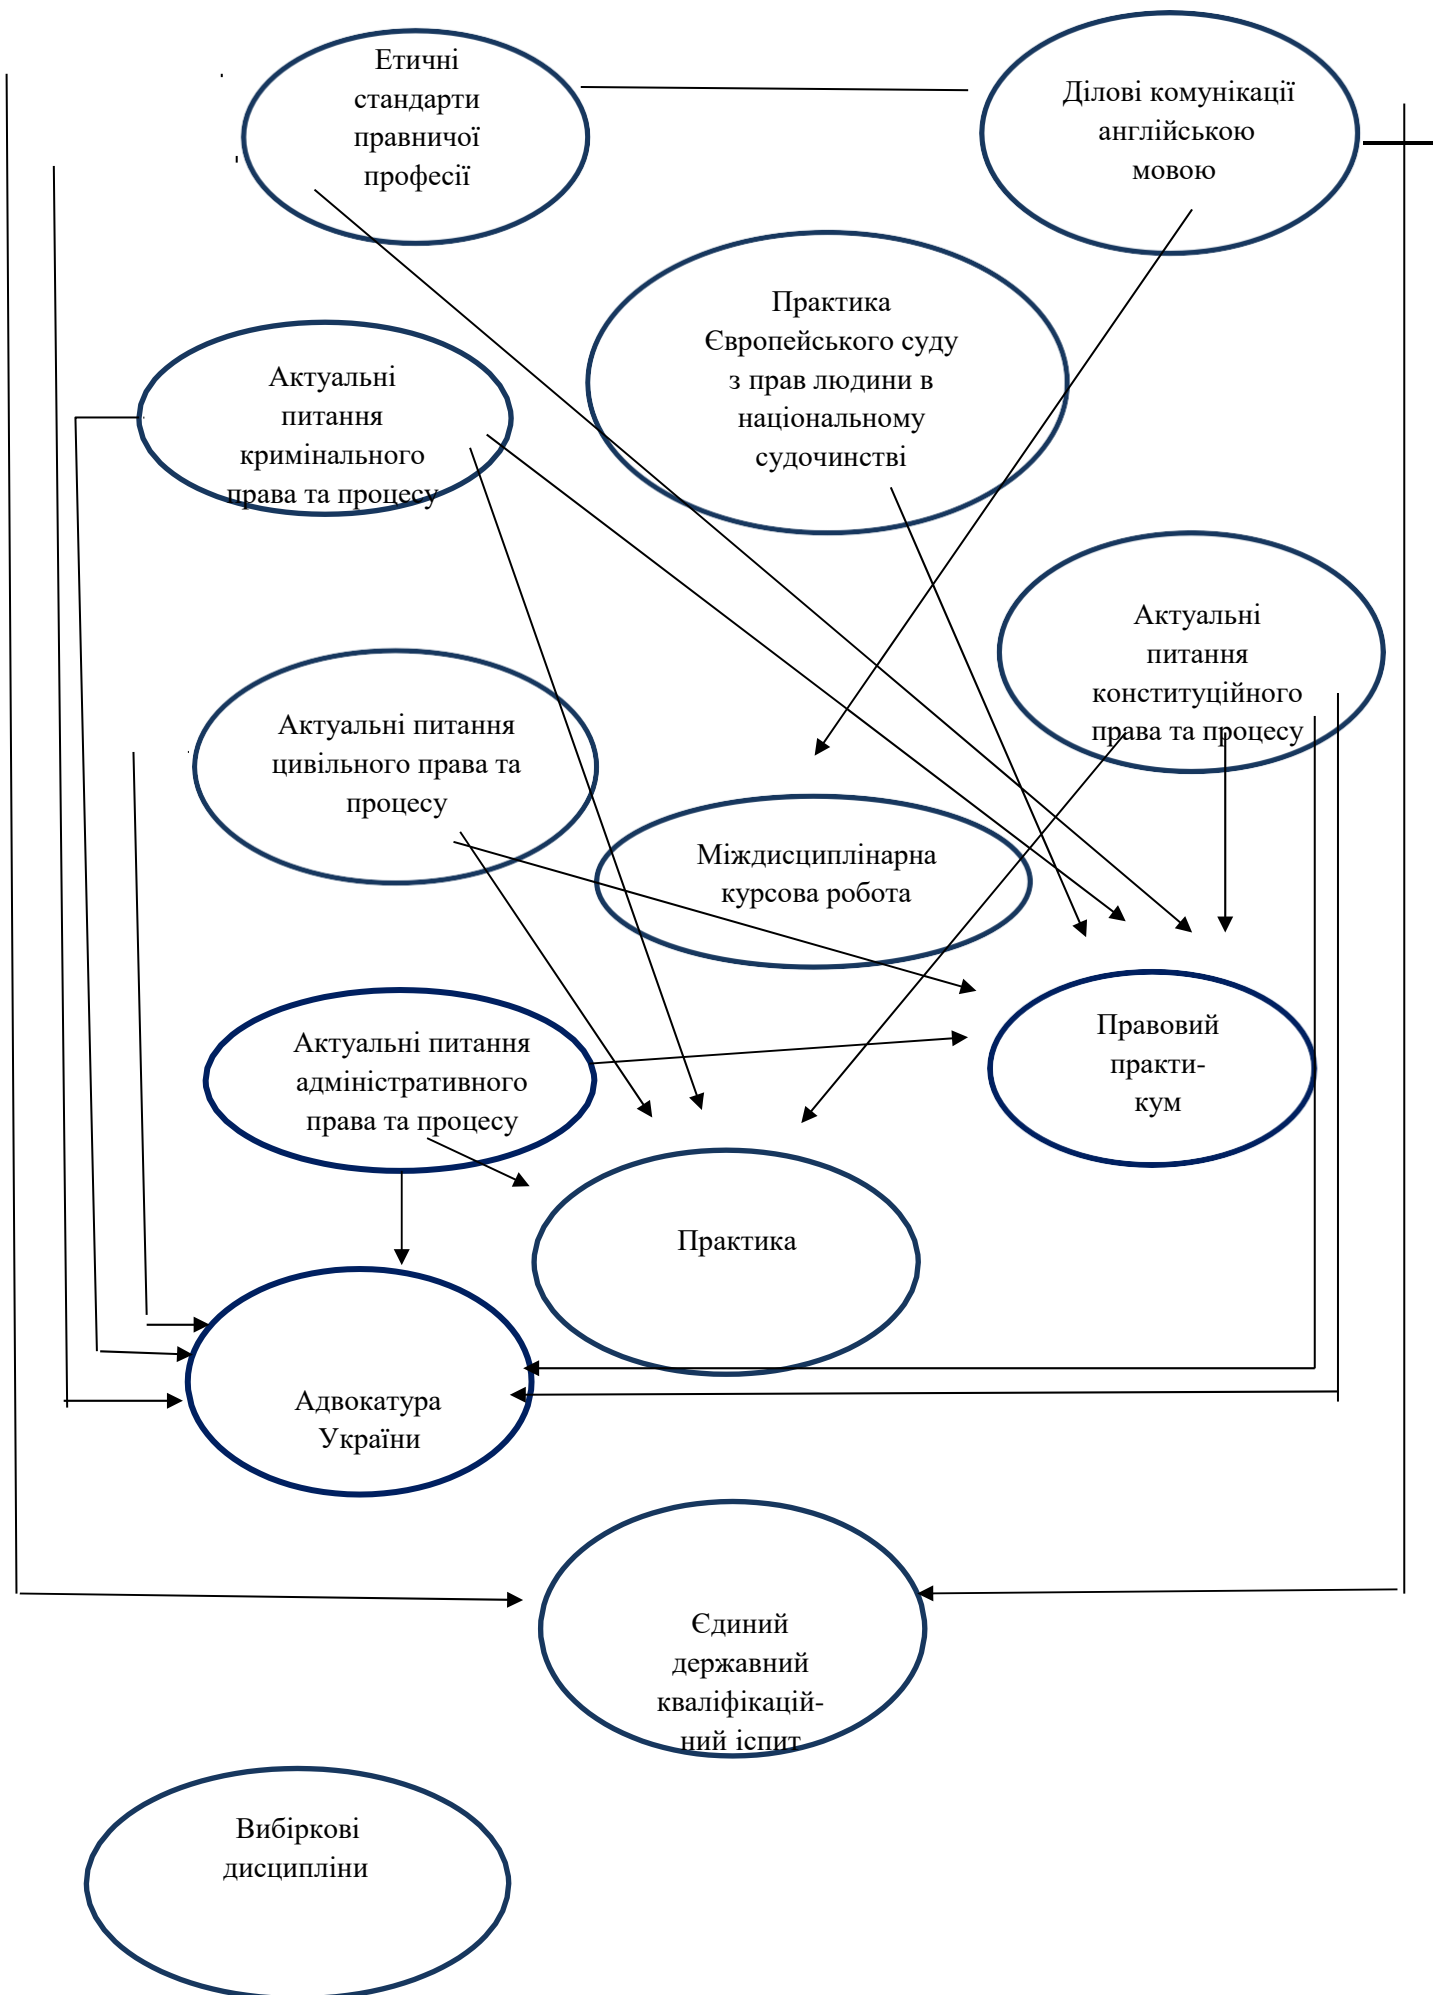 Етичні
стандарти
правничої
професії
Ділові комунікації
англійською
мовою
Практика
Європейського суду
з прав людини в
національному
судочинстві
Актуальні
питання
кримінального
права та процесу
Актуальні
питання
конституційного
права та процесу
Актуальні питання
цивільного права та
процесу
Міждисциплінарна
курсова робота
Актуальні питання
адміністративного
права та процесу
Правовий
практи-
кум
Практика
Адвокатура
України
Єдиний
державний
кваліфікацій-
ний іспит
Вибіркові
дисципліни